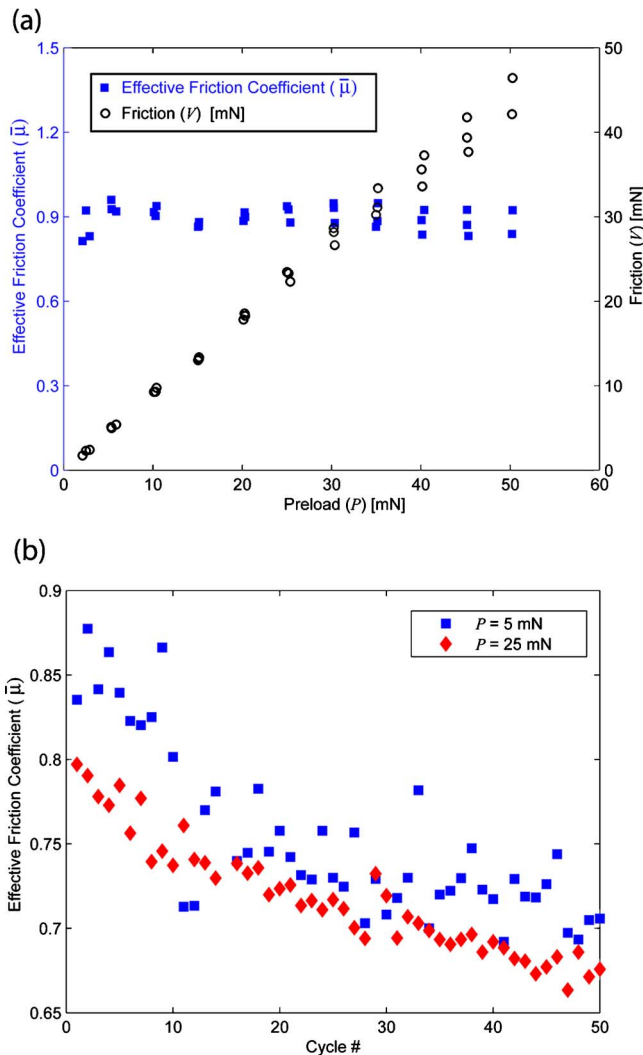 (a)
1.5
1.2
0.9
0.6
0.3
0
Effective Friction Coefficient ( μ̄ )
Effective Friction Coefficient ( μ̄ )
Friction (V) [mN]
50
40
30
20
10
0
Friction (V) [mN]
0 10 20 30 40 50 60
Preload (P) [mN]
(b)
0.9
0.85
0.8
0.75
0.7
0.65
Effective Friction Coefficient ( μ̄ )
P = 5 mN
P = 25 mN
0 10 20 30 40 50
Cycle #